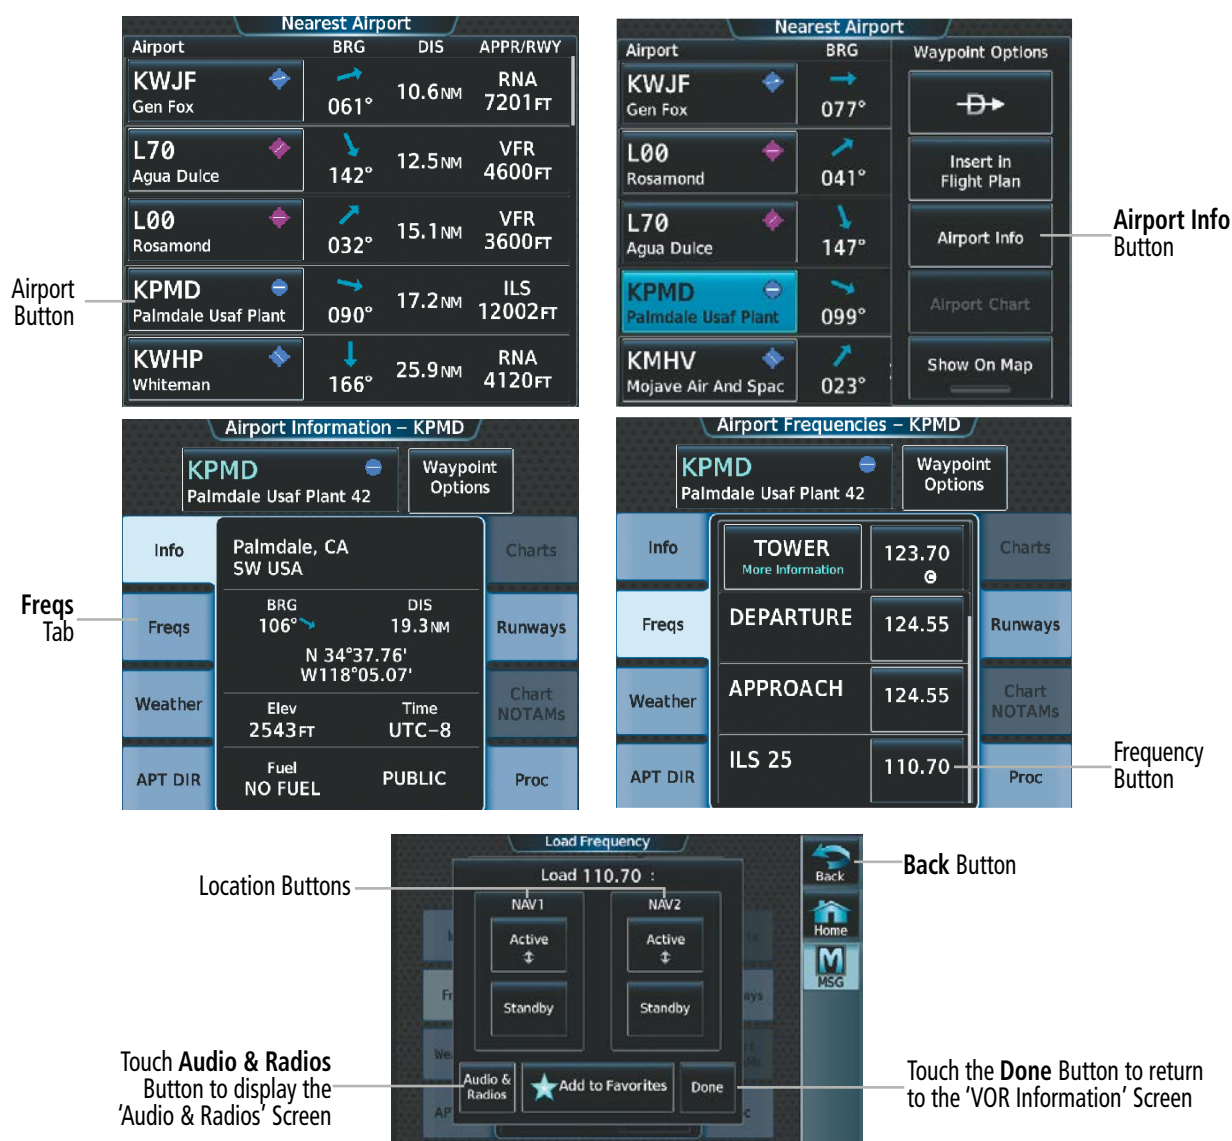 Nearest Airport
Airport BRG DIS APPR/RWY
KWJF
Gen Fox
061° 10.6NM RNA 7201FT
L70
Agua Dulce
142° 12.5NM VFR 4600FT
L00
Rosamond
032° 15.1NM VFR 3600FT
KPMD
Palmdale Usaf Plant
090° 17.2NM ILS 12002FT
KWHP
Whiteman
166° 25.9NM RNA 4120FT
Airport
Button
Nearest Airport
Airport BRG Waypoint Options
KWJF
Gen Fox
077°
D
L00
Rosamond
041°
Insert in
Flight Plan
L70
Agua Dulce
147°
Airport Info
KPMD
Palmdale Usaf Plant
099°
Airport Chart
KMHV
Mojave Air And Spac
023°
Show On Map
Airport Info
Button
Airport Information – KPMD
KPMD
Palmdale Usaf Plant 42
Waypoint
Options
Info
Freqs
Weather
APT DIR
Palmdale, CA
SW USA
BRG DIS
106° 19.3NM
N 34°37.76'
W118°05.07'
Elev Time
2543FT UTC–8
Fuel
NO FUEL PUBLIC
Charts
Runways
Chart
NOTAMs
Proc
Freqs
Tab
Airport Frequencies – KPMD
KPMD
Palmdale Usaf Plant 42
Waypoint
Options
Info
Freqs
Weather
APT DIR
TOWER
More Information
123.70
C
DEPARTURE 124.55
APPROACH 124.55
ILS 25 110.70
Charts
Runways
Chart
NOTAMs
Proc
Frequency
Button
Load Frequency
Load 110.70 :
NAV1 NAV2
Active Active
Standby Standby
Audio &
Radios
Add to Favorites
Done
Back
Home
MSG
Location Buttons
Back Button
Touch Audio & Radios
Button to display the
'Audio & Radios' Screen
Touch the Done Button to return
to the 'VOR Information' Screen